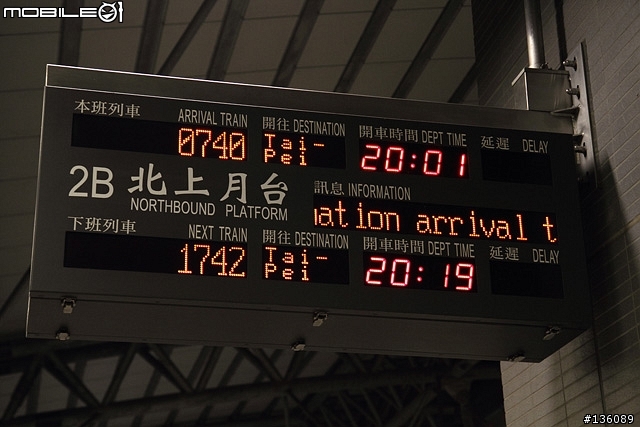 MOBILE01
本班列車 ARRIVAL TRAIN 開往 DESTINATION 開車時間 DEPT TIME 延遲 DELAY
0740 Tai-Pei 20:01
2B 北上月台 訊息 INFORMATION
NORTHBOUND PLATFORM ation arrival t
下班列車 NEXT TRAIN 開往 DESTINATION 開車時間 DEPT TIME 延遲 DELAY
1742 Tai-Pei 20:19
#136089